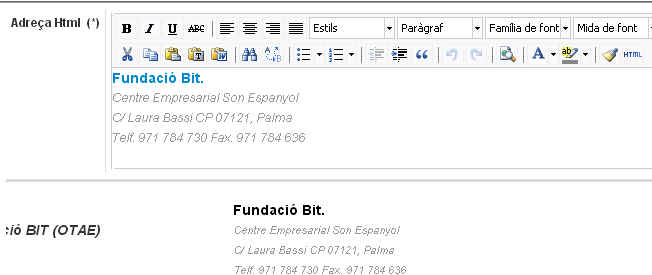 Adreça Html (*)
B I U ABC Estils Paràgraf Família de font Mida de font
HTML
Fundació Bit.
Centre Empresarial Son Espanyol
C/ Laura Bassi CP 07121, Palma
Telf. 971 784 730 Fax. 971 784 636
ció BIT (OTAE)
Fundació Bit.
Centre Empresarial Son Espanyol
C/ Laura Bassi CP 07121, Palma
Telf. 971 784 730 Fax. 971 784 636